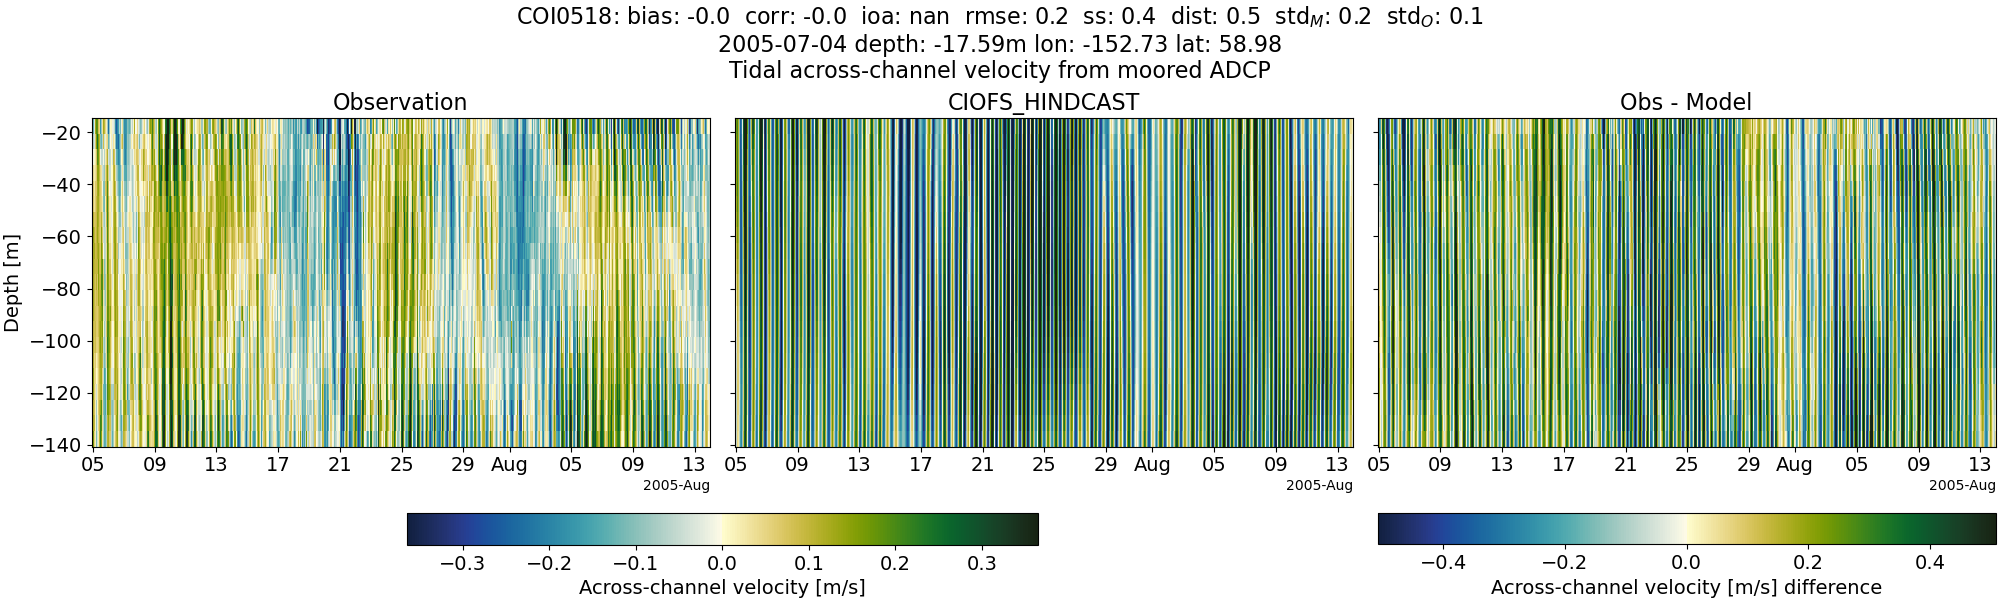 COI0518: bias: -0.0  corr: -0.0  ioa: nan  rmse: 0.2  ss: 0.4  dist: 0.5  std_M: 0.2  std_O: 0.1
2005-07-04 depth: -17.59m lon: -152.73 lat: 58.98
Tidal across-channel velocity from moored ADCP
Observation
CIOFS_HINDCAST
Obs - Model
Depth [m]
−20
−40
−60
−80
−100
−120
−140
05 09 13 17 21 25 29 Aug 05 09 13
2005-Aug
05 09 13 17 21 25 29 Aug 05 09 13
2005-Aug
05 09 13 17 21 25 29 Aug 05 09 13
2005-Aug
−0.3 −0.2 −0.1 0.0 0.1 0.2 0.3
Across-channel velocity [m/s]
−0.4 −0.2 0.0 0.2 0.4
Across-channel velocity [m/s] difference